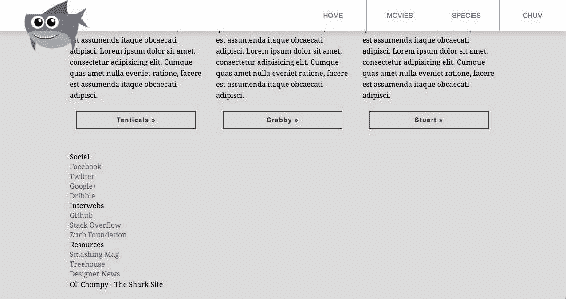 HOME MOVIES SPECIES CHUV
est assumenda itaque obcaecati est assumenda itaque obcaecati est assumenda itaque obcaecati
adipisci. Lorem ipsum dolor sit amet, adipisci. Lorem ipsum dolor sit amet, adipisci. Lorem ipsum dolor sit amet,
consectetur adipisicing elit. Cumque consectetur adipisicing elit. Cumque consectetur adipisicing elit. Cumque
quas amet nulla eveniet ratione, facere quas amet nulla eveniet ratione, facere quas amet nulla eveniet ratione, facere
est assumenda itaque obcaecati est assumenda itaque obcaecati est assumenda itaque obcaecati
adipisci. adipisci. adipisci.
Tenticals » Crabby » Stuart »
Social
Facebook
Twitter
Google+
Dribble
Interwebs
Github
Stack Overflow
Zurb Foundation
Resources
Smashing Mag
Treehouse
Designer News
Ol' Chompy - The Shark Site